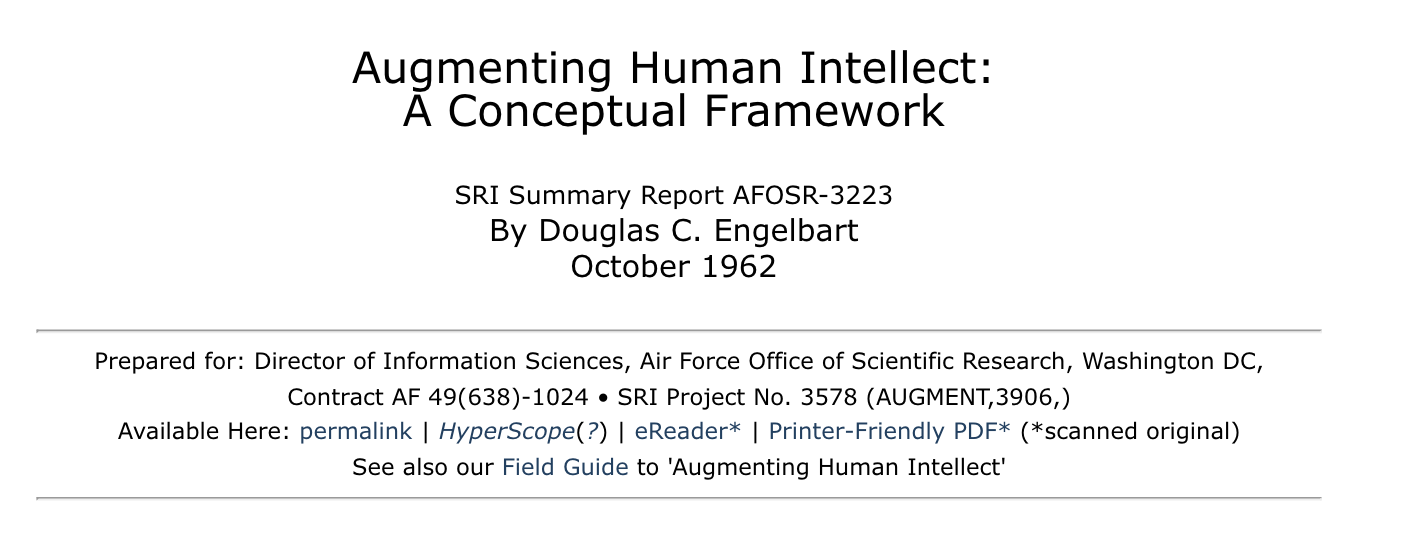 Augmenting Human Intellect:
A Conceptual Framework
SRI Summary Report AFOSR-3223
By Douglas C. Engelbart
October 1962
Prepared for: Director of Information Sciences, Air Force Office of Scientific Research, Washington DC,
Contract AF 49(638)-1024 • SRI Project No. 3578 (AUGMENT,3906,)
Available Here: permalink | HyperScope(?) | eReader* | Printer-Friendly PDF* (*scanned original)
See also our Field Guide to 'Augmenting Human Intellect'